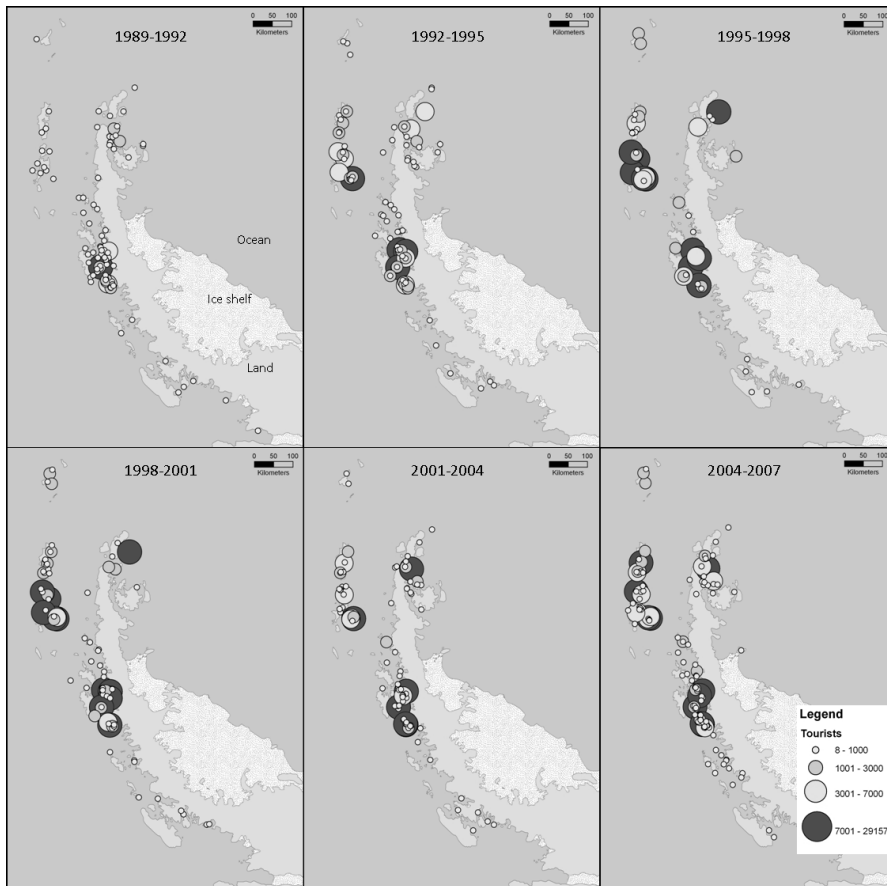 1989-1992
0 50 100
Kilometers
Ocean
Ice shelf
Land
1992-1995
0 50 100
Kilometers
1995-1998
0 50 100
Kilometers
1998-2001
0 50 100
Kilometers
2001-2004
0 50 100
Kilometers
2004-2007
0 50 100
Kilometers
Legend
Tourists
8 - 1000
1001 - 3000
3001 - 7000
7001 - 29157